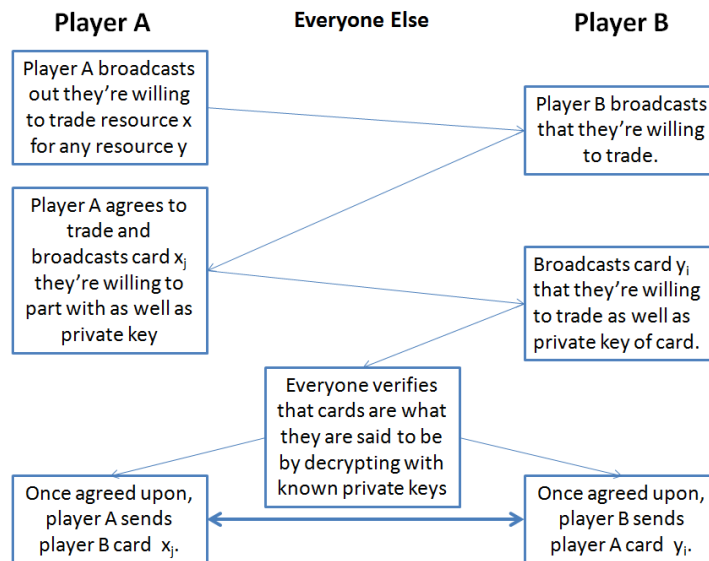 Player A
Everyone Else
Player B
Player A broadcasts
out they're willing
to trade resource x
for any resource y
Player B broadcasts
that they're willing
to trade.
Player A agrees to
trade and
broadcasts card xj
they're willing to
part with as well as
private key
Broadcasts card yi
that they're willing
to trade as well as
private key of card.
Everyone verifies
that cards are what
they are said to be
by decrypting with
known private keys
Once agreed upon,
player A sends
player B card xj.
Once agreed upon,
player B sends
player A card yi.